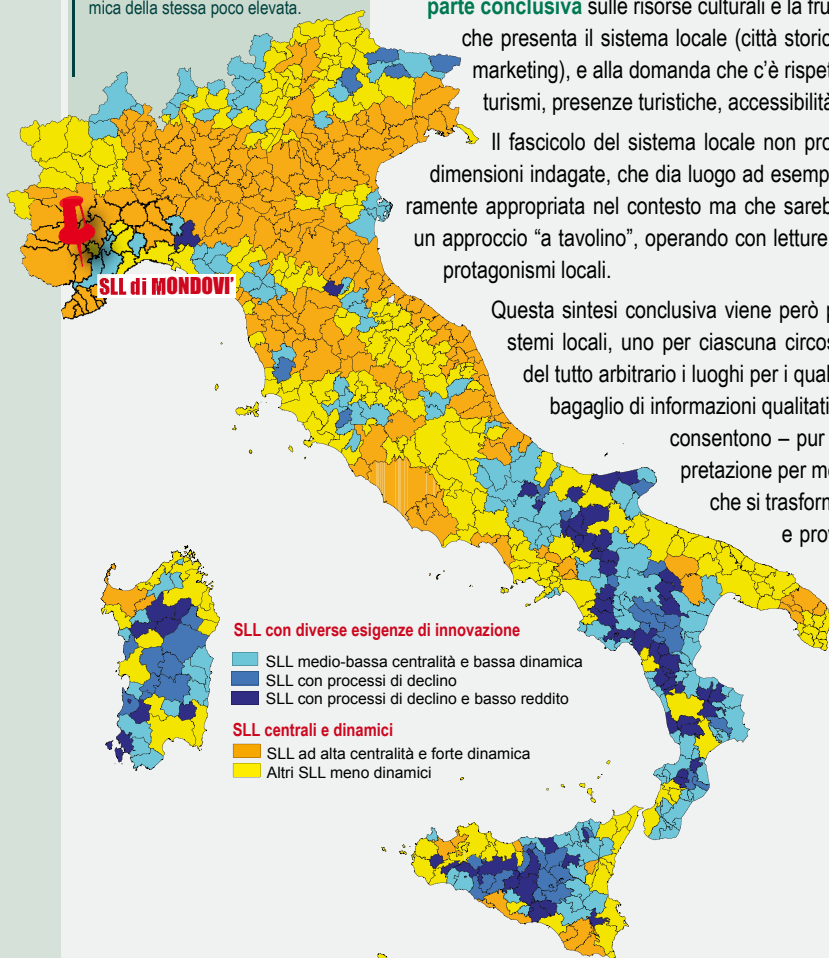 mica della stessa poco elevata.
parte conclusiva sulle risorse culturali e la fru
che presenta il sistema locale (città storic
marketing), e alla domanda che c'è rispet
turismi, presenze turistiche, accessibilità
Il fascicolo del sistema locale non pro
dimensioni indagate, che dia luogo ad esemp
ramente appropriata nel contesto ma che sareb
un approccio "a tavolino", operando con letture
protagonismi locali.
Questa sintesi conclusiva viene però p
stemi locali, uno per ciascuna circos
del tutto arbitrario i luoghi per i qual
bagaglio di informazioni qualitati
consentono – pur
pretazione per me
che si trasform
e prov
SLL di MONDOVI'
SLL con diverse esigenze di innovazione
SLL medio-bassa centralità e bassa dinamica
SLL con processi di declino
SLL con processi di declino e basso reddito
SLL centrali e dinamici
SLL ad alta centralità e forte dinamica
Altri SLL meno dinamici